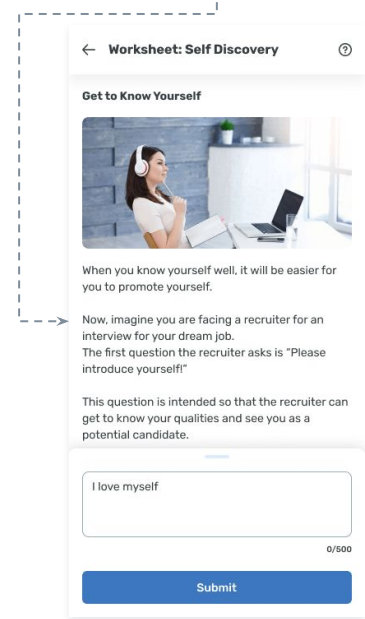 Worksheet: Self Discovery
Get to Know Yourself
When you know yourself well, it will be easier for
you to promote yourself.
Now, imagine you are facing a recruiter for an
interview for your dream job.
The first question the recruiter asks is "Please
introduce yourself!"
This question is intended so that the recruiter can
get to know your qualities and see you as a
potential candidate.
I love myself
0/500
Submit